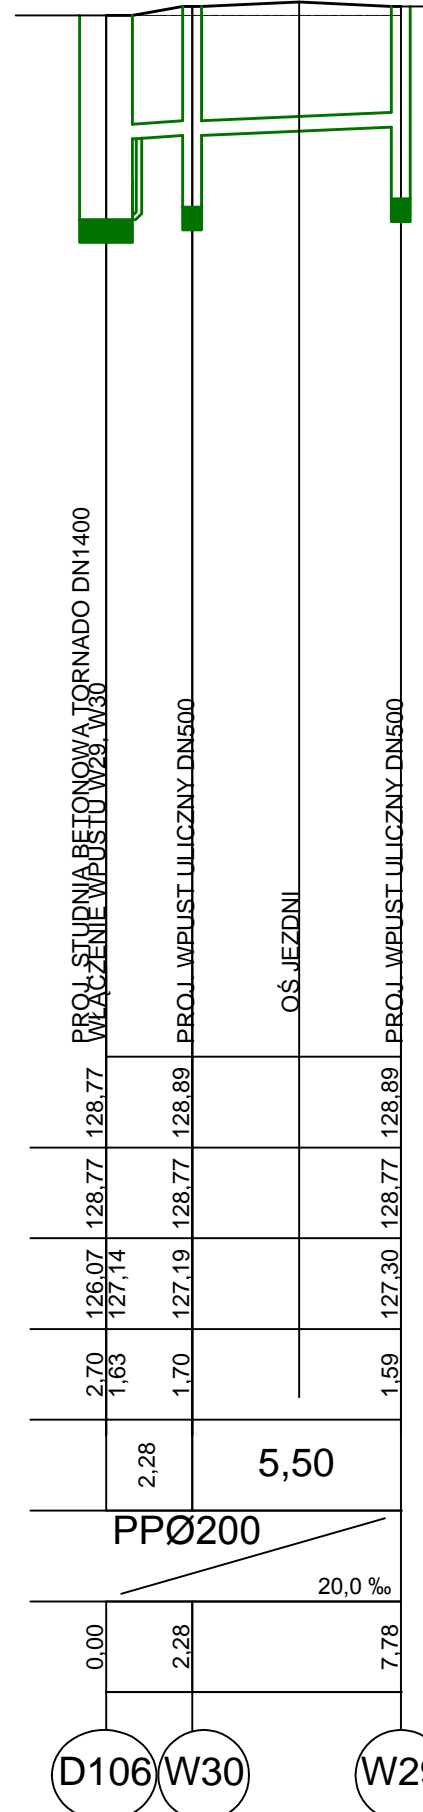 PROJ. STUDNIA BETONOWA TORNADO DN1400
WŁĄCZENIE WPUSTU W29, W30
PROJ. WPUST ULICZNY DN500
OŚ JEZDNI
PROJ. WPUST ULICZNY DN500
128,77
128,89
128,89
128,77
128,77
128,77
126,07
127,14
127,19
127,30
2,70
1,63
1,70
1,59
2,28
5,50
PPØ200
20,0 ‰
0,00
2,28
7,78
D106
W30
W29